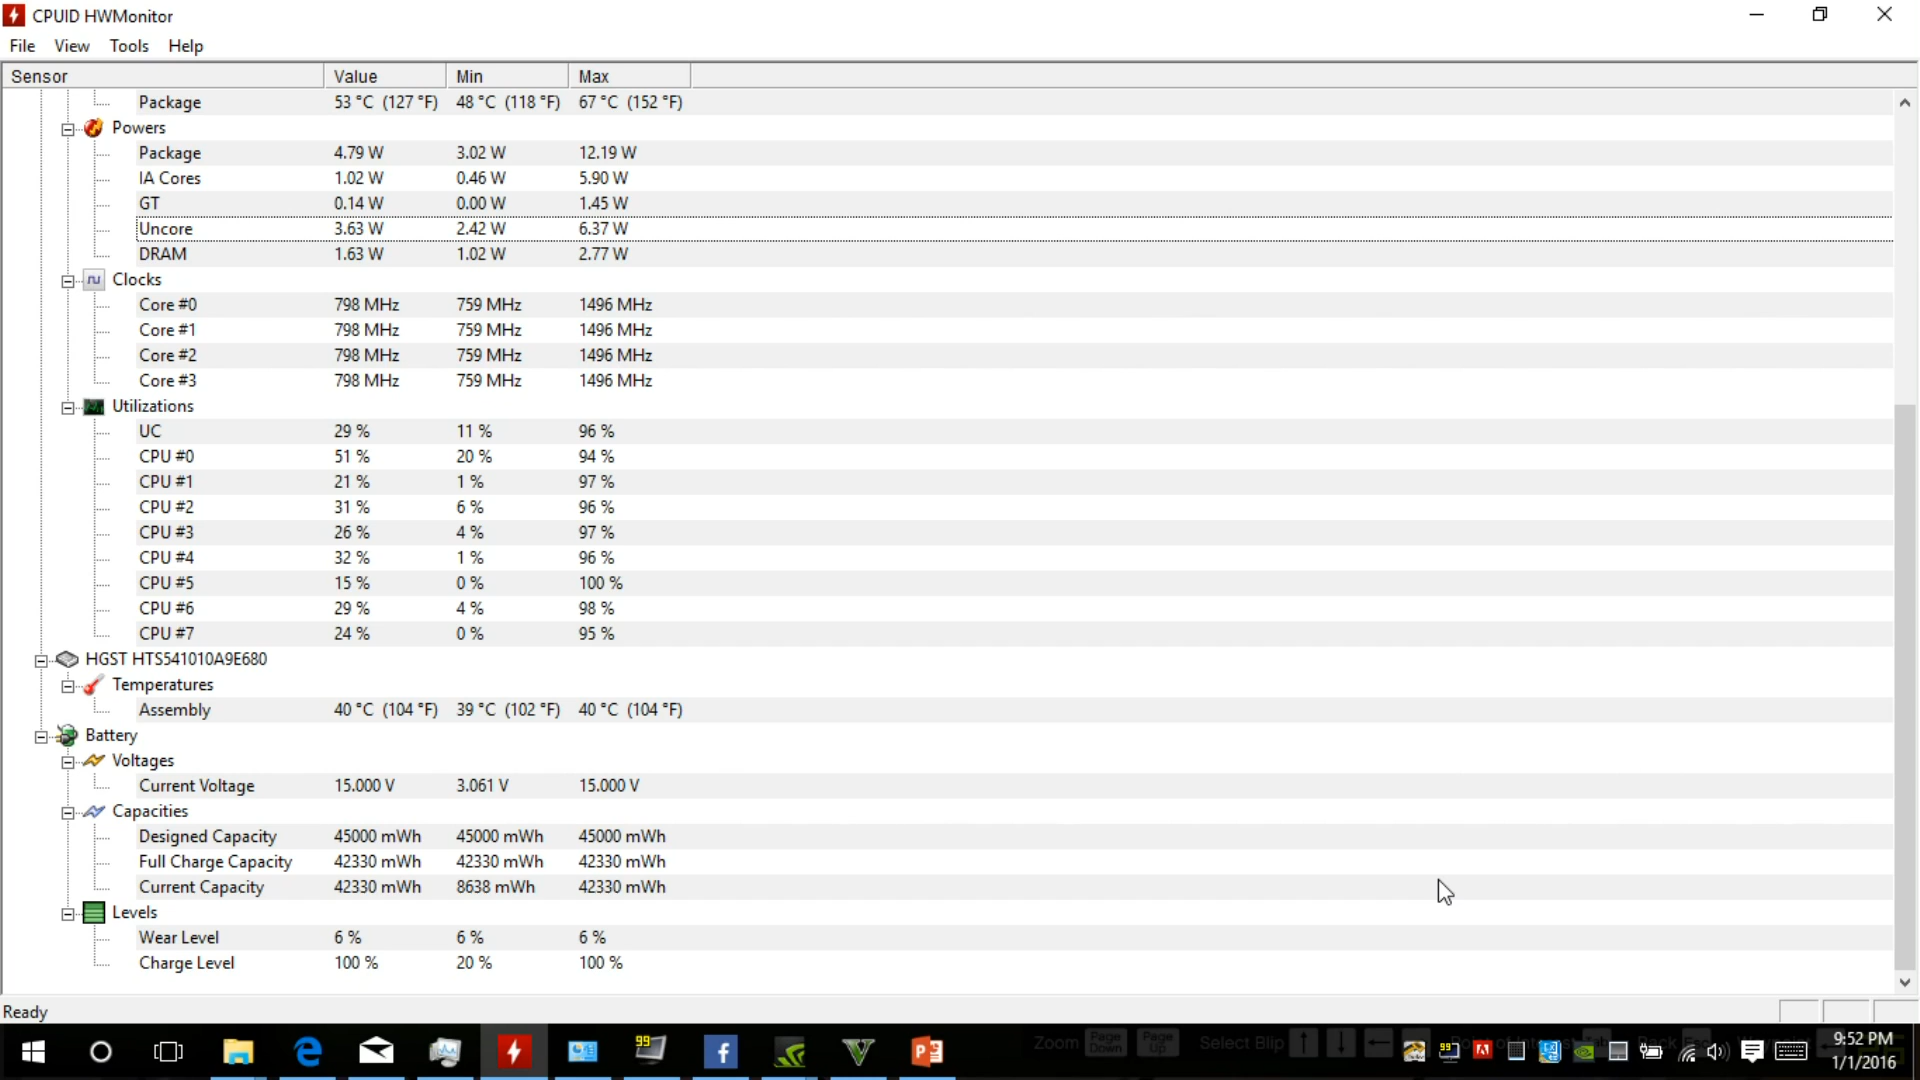 CPUID HWMonitor
File View Tools Help
Sensor Value Min Max
Package 53 °C (127 °F) 48 °C (118 °F) 67 °C (152 °F)
Powers
Package 4.79 W 3.02 W 12.19 W
IA Cores 1.02 W 0.46 W 5.90 W
GT 0.14 W 0.00 W 1.45 W
Uncore 3.63 W 2.42 W 6.37 W
DRAM 1.63 W 1.02 W 2.77 W
Clocks
Core #0 798 MHz 759 MHz 1496 MHz
Core #1 798 MHz 759 MHz 1496 MHz
Core #2 798 MHz 759 MHz 1496 MHz
Core #3 798 MHz 759 MHz 1496 MHz
Utilizations
UC 29 % 11 % 96 %
CPU #0 51 % 20 % 94 %
CPU #1 21 % 1 % 97 %
CPU #2 31 % 6 % 96 %
CPU #3 26 % 4 % 97 %
CPU #4 32 % 1 % 96 %
CPU #5 15 % 0 % 100 %
CPU #6 29 % 4 % 98 %
CPU #7 24 % 0 % 95 %
HGST HTS541010A9E680
Temperatures
Assembly 40 °C (104 °F) 39 °C (102 °F) 40 °C (104 °F)
Battery
Voltages
Current Voltage 15.000 V 3.061 V 15.000 V
Capacities
Designed Capacity 45000 mWh 45000 mWh 45000 mWh
Full Charge Capacity 42330 mWh 42330 mWh 42330 mWh
Current Capacity 42330 mWh 8638 mWh 42330 mWh
Levels
Wear Level 6 % 6 % 6 %
Charge Level 100 % 20 % 100 %
Ready
99 Zoom Page Down Page Up Select Blip 99 9:52 PM
1/1/2016